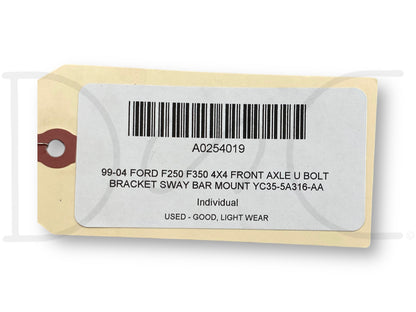 A0254019
99-04 FORD F250 F350 4X4 FRONT AXLE U BOLT
BRACKET SWAY BAR MOUNT YC35-5A316-AA
Individual
USED - GOOD, LIGHT WEAR